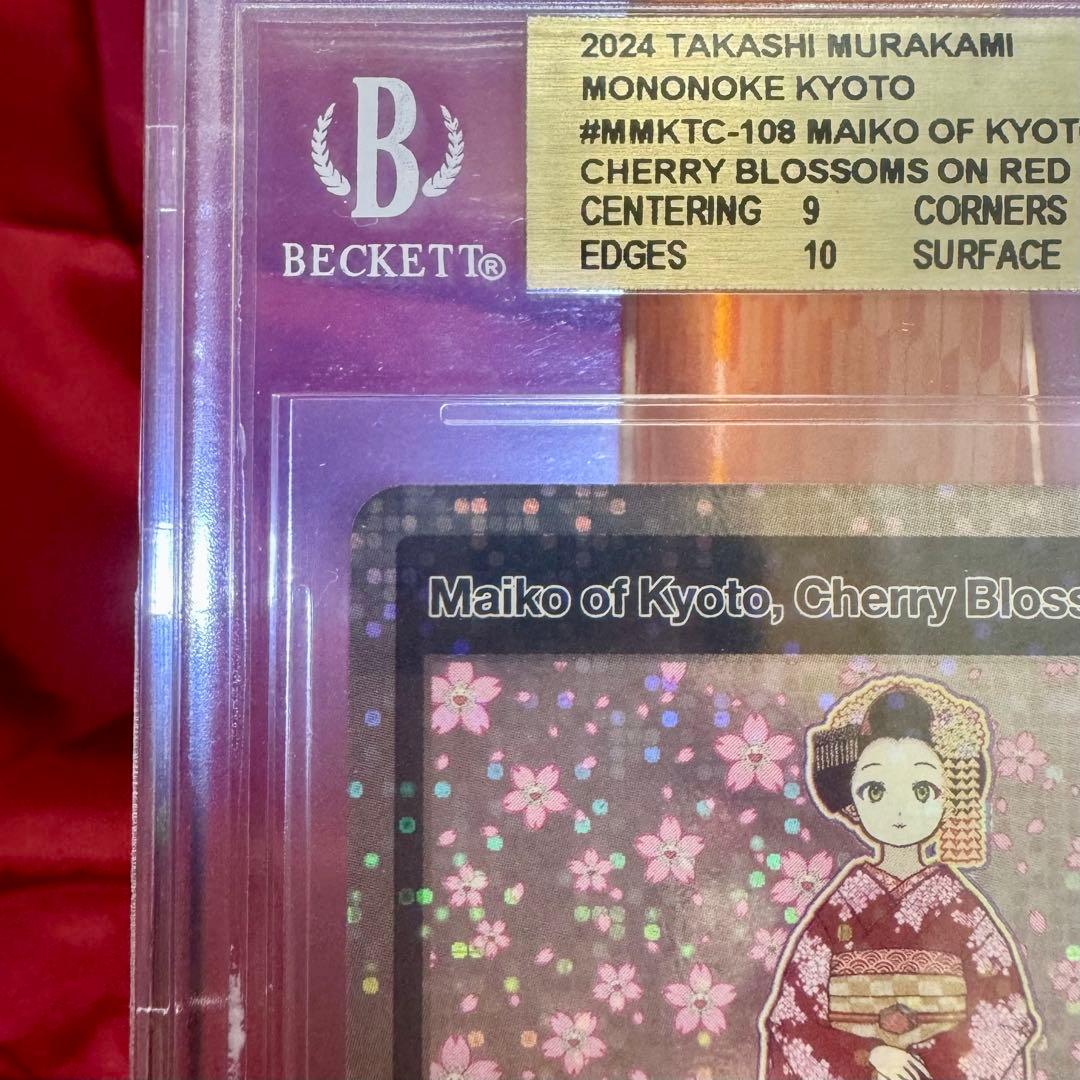 B
BECKETT®
2024 TAKASHI MURAKAMI
MONONOKE KYOTO
#MMKTC-108 MAIKO OF KYOT
CHERRY BLOSSOMS ON RED
CENTERING 9 CORNERS
EDGES 10 SURFACE
Maiko of Kyoto, Cherry Bloss